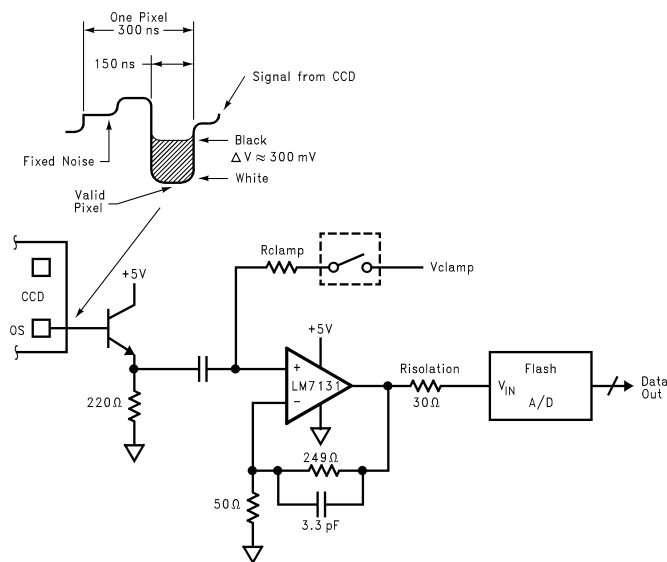 One Pixel
300 ns
150 ns
Signal from CCD
Black
Δ V ≈ 300 mV
White
Fixed Noise
Valid
Pixel
Rclamp
Vclamp
+5V
CCD
OS
+5V
+
LM7131
−
Risolation
30Ω
Flash
VIN
A/D
Data
Out
220Ω
249Ω
50Ω
3.3 pF